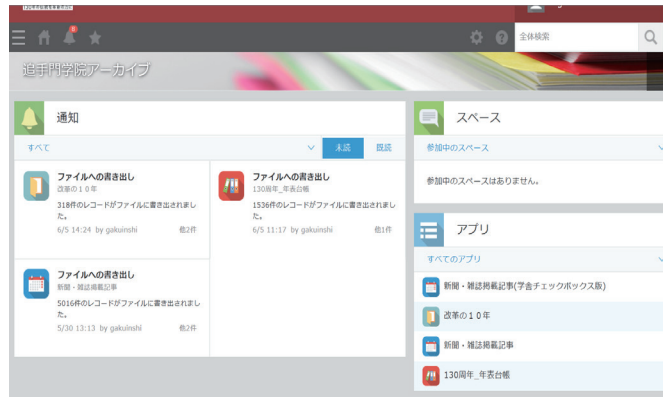 全体検索
追手門学院アーカイブ
通知
すべて
未読
既読
ファイルへの書き出し
改革の10年
318件のレコードがファイルに書き出されまし
た。
6/5 14:24 by gakuinshi 他2件
ファイルへの書き出し
130周年_年表台帳
1536件のレコードがファイルに書き出されまし
た。
6/5 11:17 by gakuinshi 他1件
ファイルへの書き出し
新聞・雑誌掲載記事
5016件のレコードがファイルに書き出されまし
た。
5/30 13:13 by gakuinshi 他2件
スペース
参加中のスペース
参加中のスペースはありません。
アプリ
すべてのアプリ
新聞・雑誌掲載記事(学舎チェックボックス版)
改革の10年
新聞・雑誌掲載記事
130周年_年表台帳